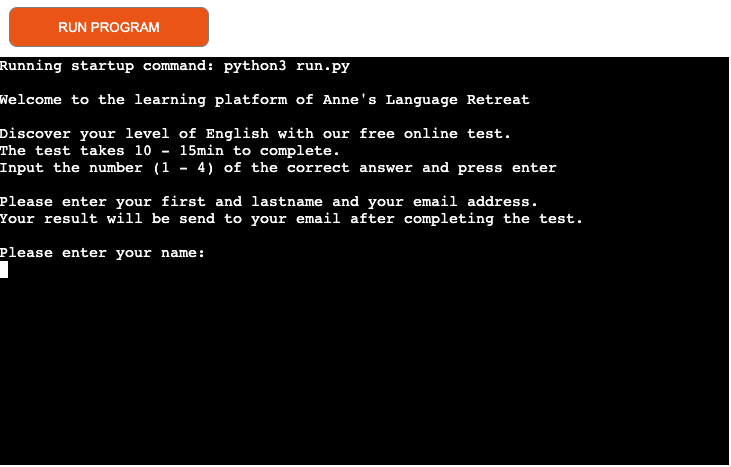 RUN PROGRAM
Running startup command: python3 run.py
Welcome to the learning platform of Anne's Language Retreat
Discover your level of English with our free online test.
The test takes 10 - 15min to complete.
Input the number (1 - 4) of the correct answer and press enter
Please enter your first and lastname and your email address.
Your result will be send to your email after completing the test.
Please enter your name: